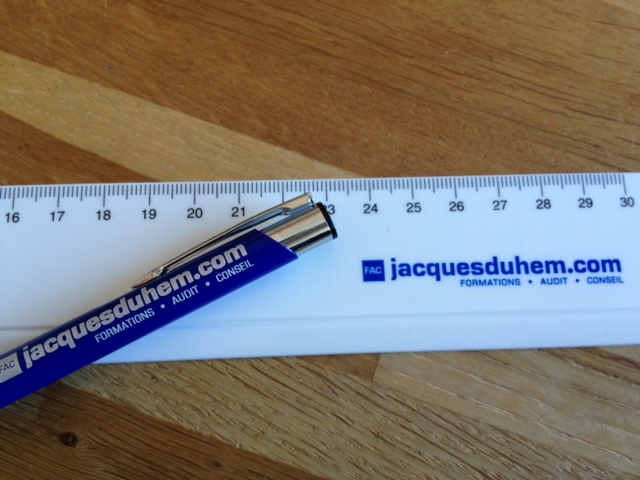 16 17 18 19 20 21 23 24 25 26 27 28 29 30
FAC jacquesduhem.com
FORMATIONS • AUDIT • CONSEIL
FAC jacquesduhem.com
FORMATIONS • AUDIT • CONSEIL